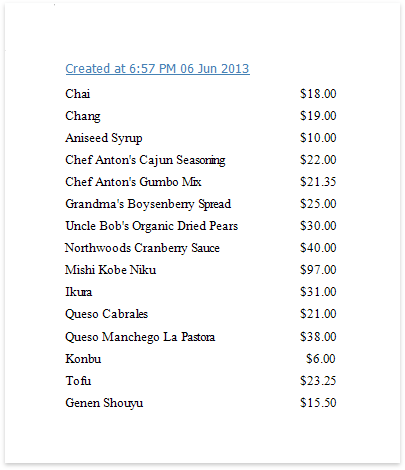 Created at 6:57 PM 06 Jun 2013
Chai $18.00
Chang $19.00
Aniseed Syrup $10.00
Chef Anton's Cajun Seasoning $22.00
Chef Anton's Gumbo Mix $21.35
Grandma's Boysenberry Spread $25.00
Uncle Bob's Organic Dried Pears $30.00
Northwoods Cranberry Sauce $40.00
Mishi Kobe Niku $97.00
Ikura $31.00
Queso Cabrales $21.00
Queso Manchego La Pastora $38.00
Konbu $6.00
Tofu $23.25
Genen Shouyu $15.50